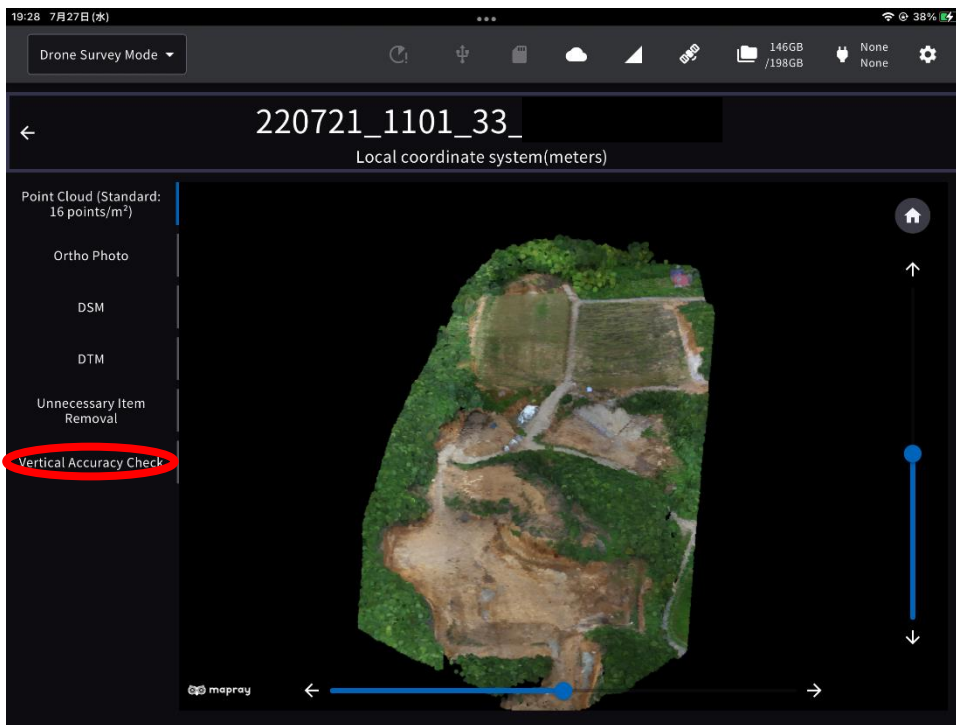 19:28 7月27日(水)
38%
Drone Survey Mode
146GB
/198GB
None
None
220721_1101_33_
Local coordinate system(meters)
Point Cloud (Standard:
16 points/m²)
Ortho Photo
DSM
DTM
Unnecessary Item
Removal
Vertical Accuracy Check
mapray